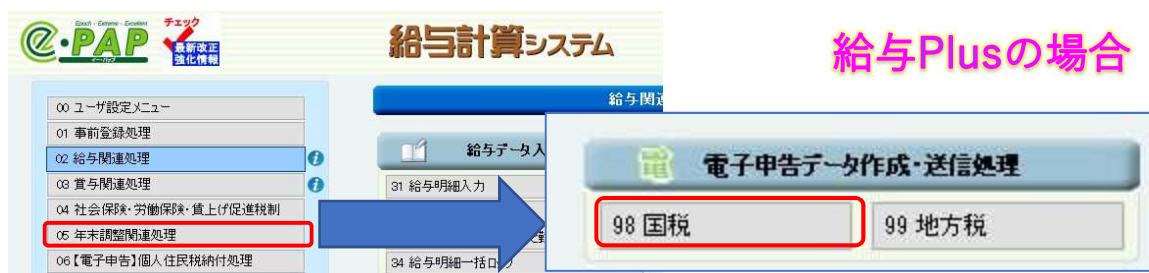 Epoch - Extreme - Excellent
e・PAP
イーパップ
チェック
最新改正
強化情報
給与計算システム
給与Plusの場合
00 ユーザ設定メニュー
01 事前登録処理
02 給与関連処理
03 賞与関連処理
04 社会保険・労働保険・賃上げ促進税制
05 年末調整関連処理
06【電子申告】個人住民税納付処理
給与関連
給与データ入
31 給与明細入力
34 給与明細一括ロック
電子申告データ作成・送信処理
98 国税
99 地方税